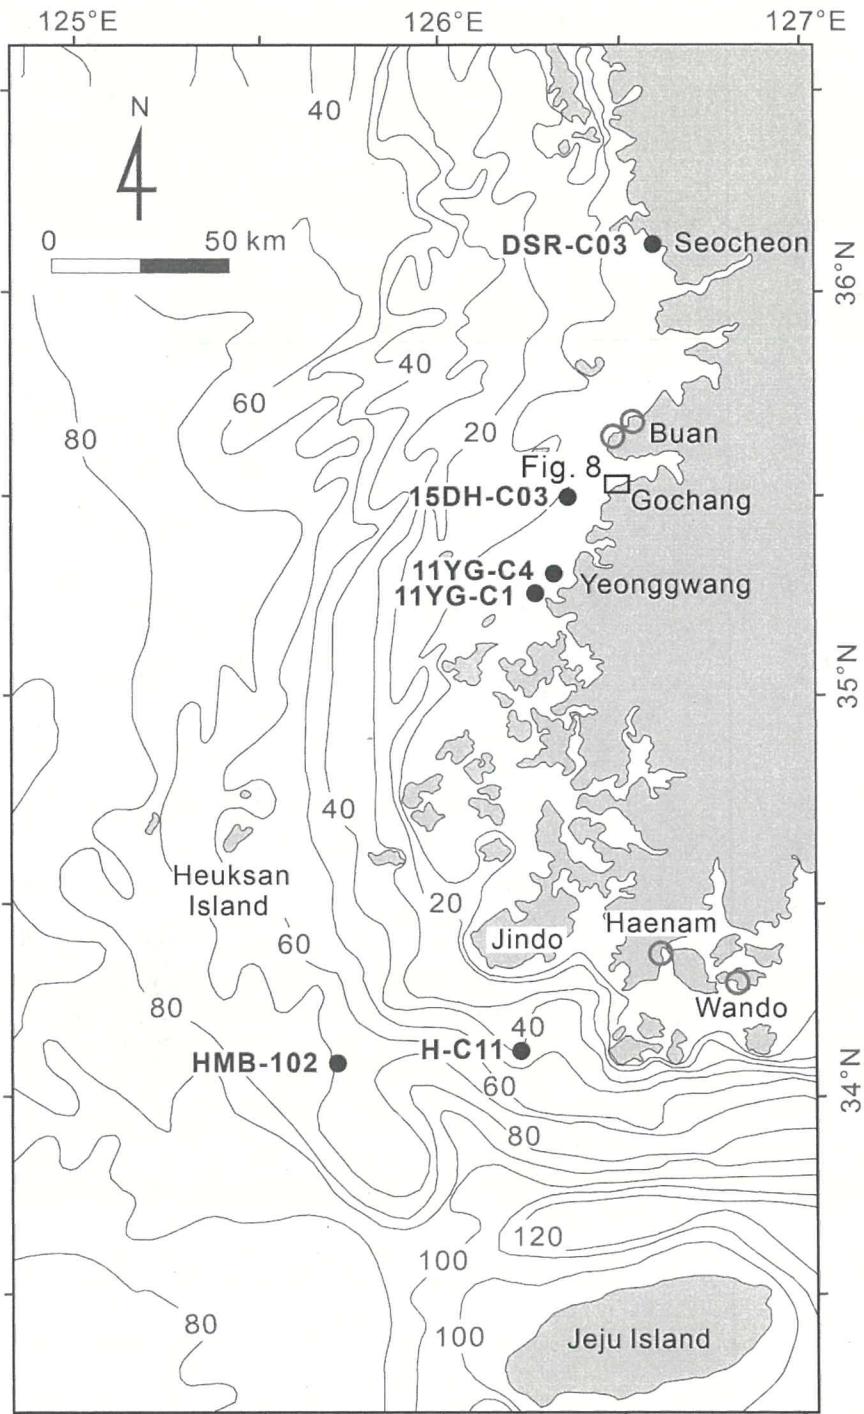 125°E 126°E 127°E
40
N
0 50 km
DSR-C03 Seocheon
36°N
40
60
80
20
Buan
Fig. 8
15DH-C03
Gochang
11YG-C4
Yeonggwang
11YG-C1
35°N
40
Heuksan
Island
20
Haenam
Jindo
60
80
Wando
40
H-C11
HMB-102
34°N
60
80
120
100
80
100
Jeju Island